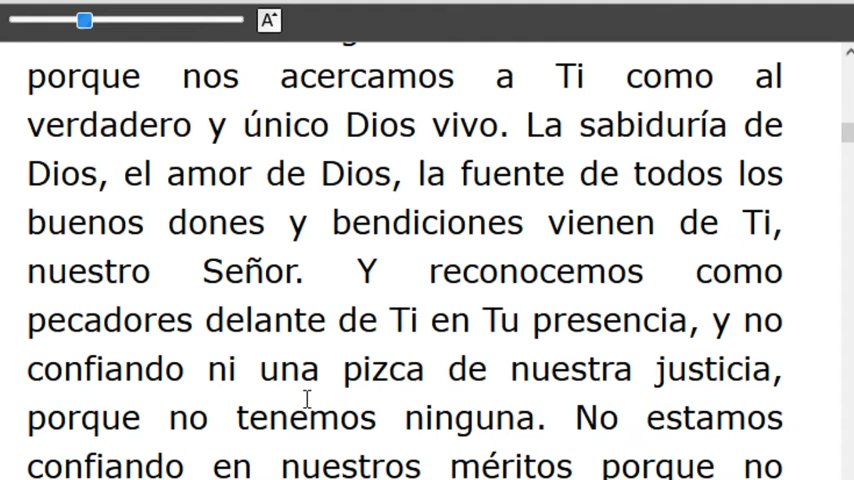 A
porque nos acercamos a Ti como al
verdadero y único Dios vivo. La sabiduría de
Dios, el amor de Dios, la fuente de todos los
buenos dones y bendiciones vienen de Ti,
nuestro Señor. Y reconocemos como
pecadores delante de Ti en Tu presencia, y no
confiando ni una pizca de nuestra justicia,
porque no tenemos ninguna. No estamos
confiando en nuestros méritos porque no